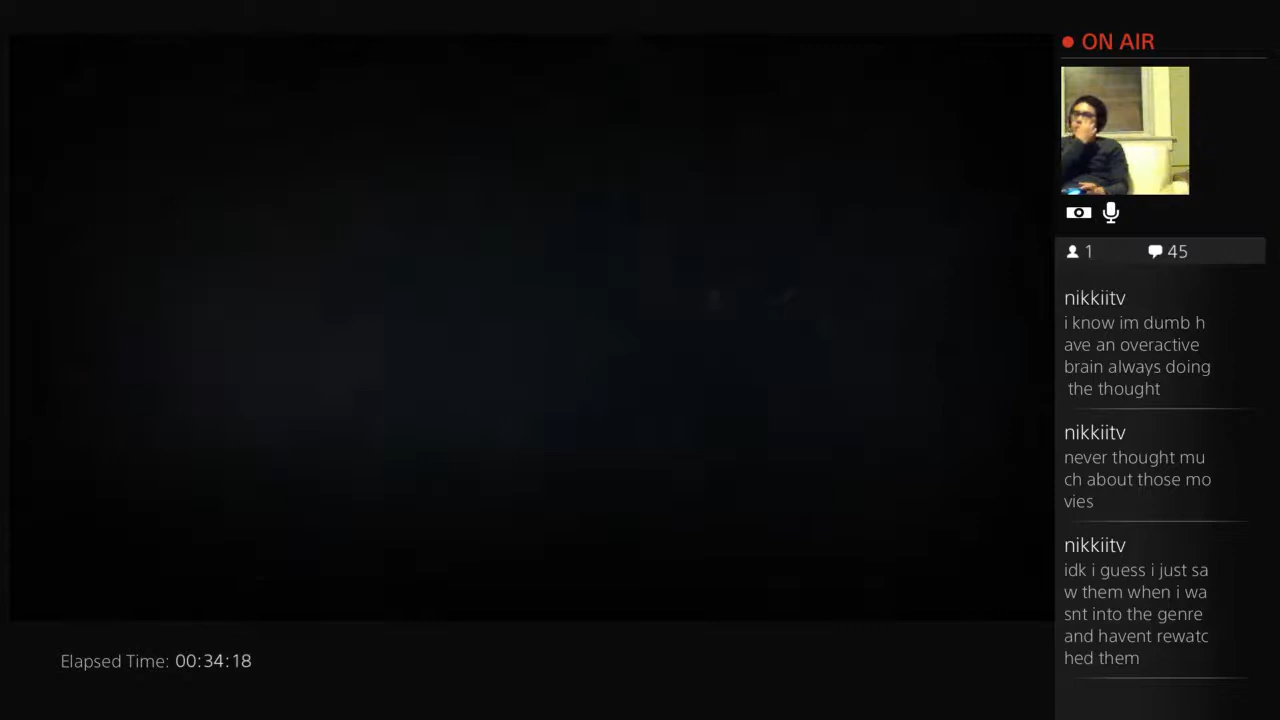 ON AIR
1 45
nikkiitv
i know im dumb h
ave an overactive
brain always doing
the thought
nikkiitv
never thought mu
ch about those mo
vies
nikkiitv
idk i guess i just sa
w them when i wa
snt into the genre
and havent rewatc
hed them
Elapsed Time: 00:34:18